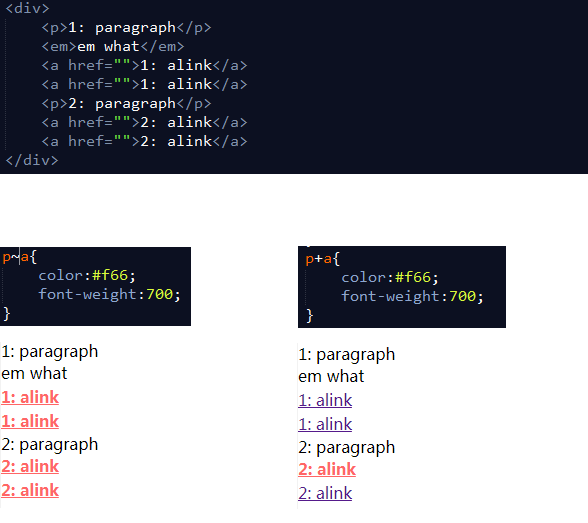 <div>
<p>1: paragraph</p>
<em>em what</em>
<a href="">1: alink</a>
<a href="">1: alink</a>
<p>2: paragraph</p>
<a href="">2: alink</a>
<a href="">2: alink</a>
</div>
p~a{
color:#f66;
font-weight:700;
}
1: paragraph
em what
1: alink
1: alink
2: paragraph
2: alink
2: alink
p+a{
color:#f66;
font-weight:700;
}
1: paragraph
em what
1: alink
1: alink
2: paragraph
2: alink
2: alink